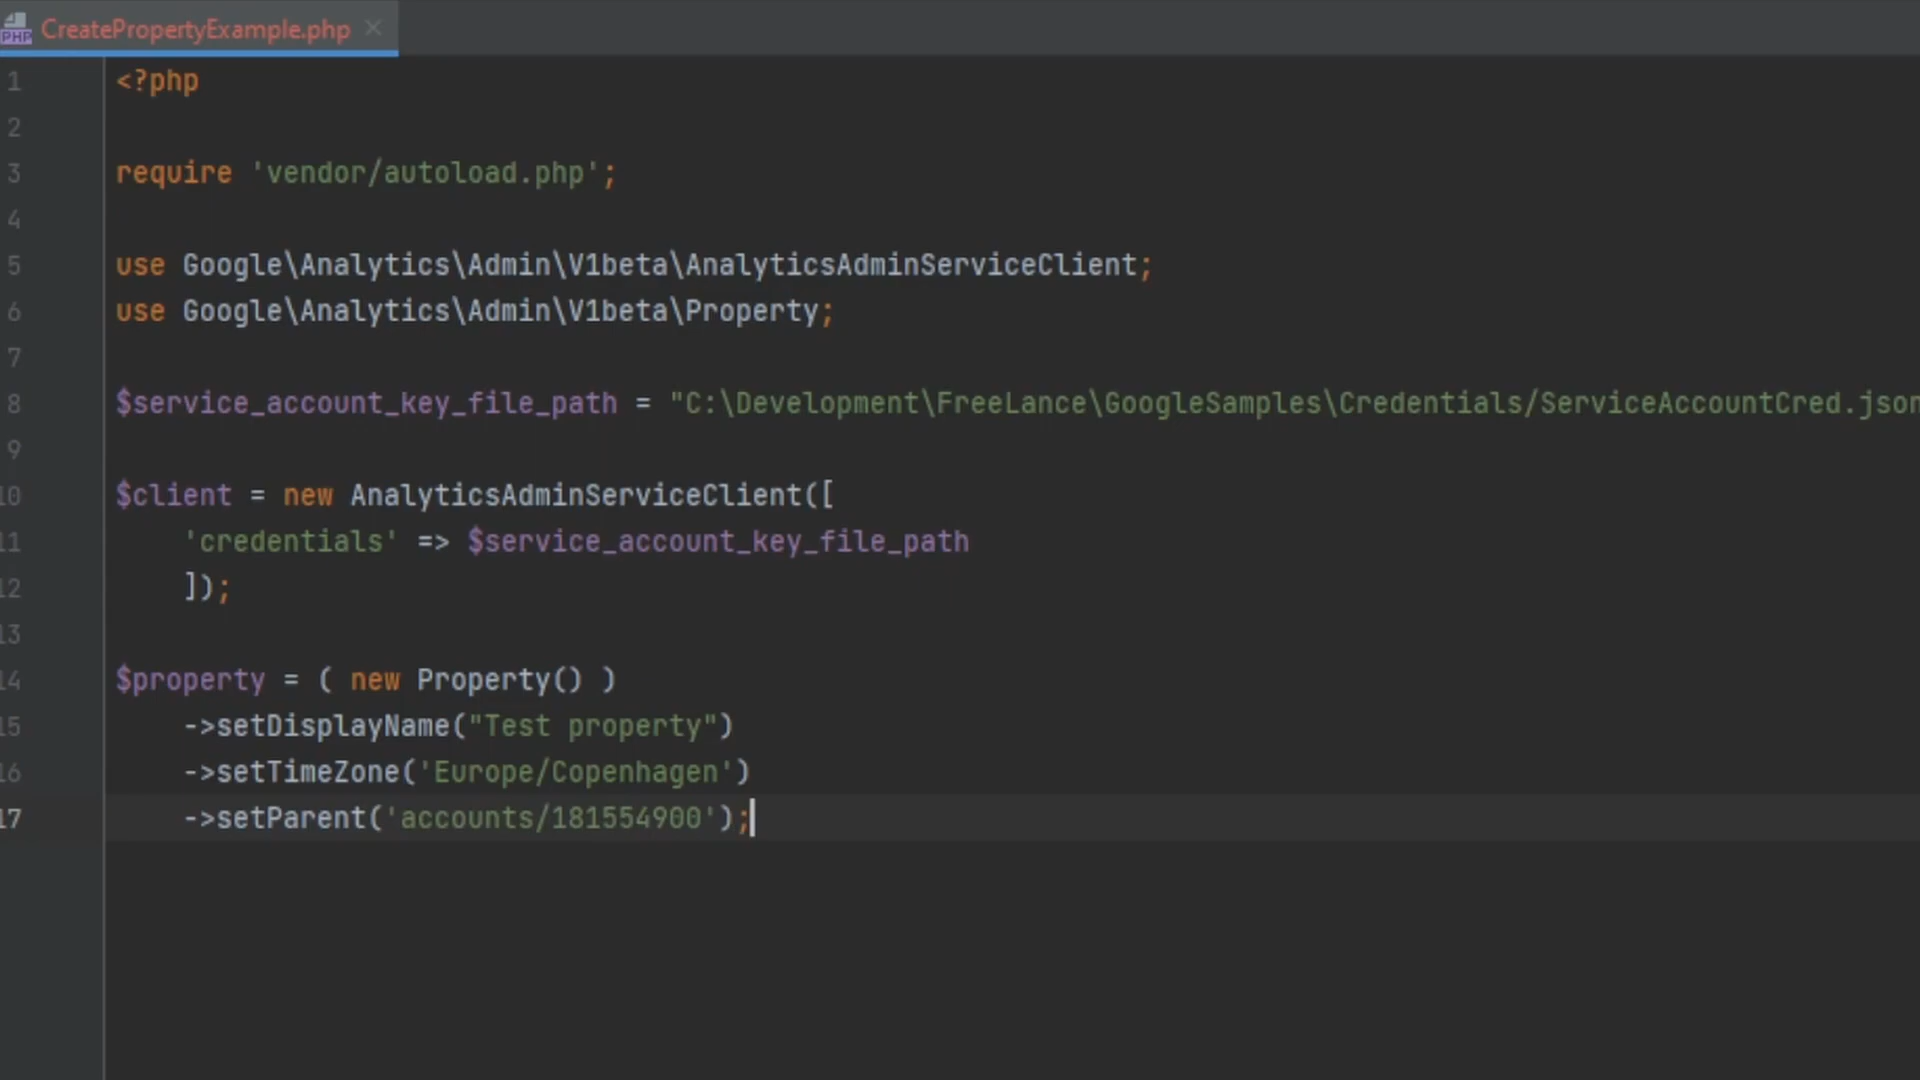 PHP CreatePropertyExample.php
1 <?php
2
3 require 'vendor/autoload.php';
4
5 use Google\Analytics\Admin\V1beta\AnalyticsAdminServiceClient;
6 use Google\Analytics\Admin\V1beta\Property;
7
8 $service_account_key_file_path = "C:\Development\FreeLance\GoogleSamples\Credentials/ServiceAccountCred.json
9
10 $client = new AnalyticsAdminServiceClient([
11 'credentials' => $service_account_key_file_path
12 ]);
13
14 $property = ( new Property() )
15 ->setDisplayName("Test property")
16 ->setTimeZone('Europe/Copenhagen')
17 ->setParent('accounts/181554900');